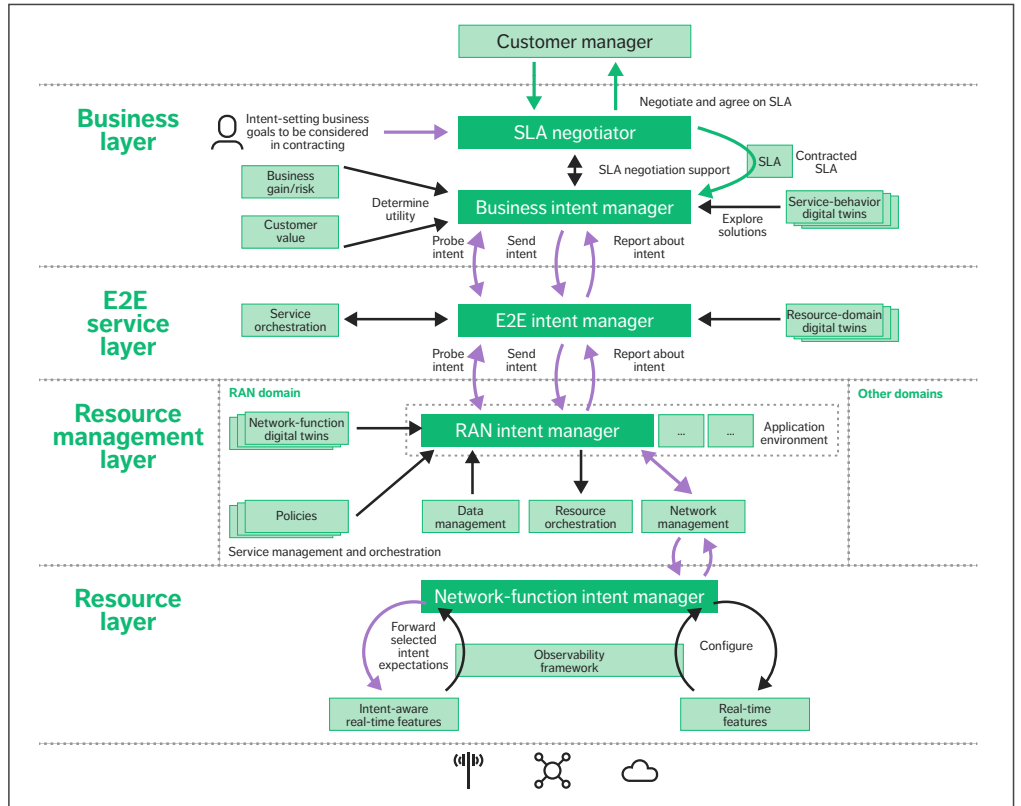 Customer manager
Negotiate and agree on SLA
Business
layer
Intent-setting business
goals to be considered
in contracting
SLA negotiator
SLA
Contracted
SLA
SLA negotiation support
Business
gain/risk
Determine
utility
Customer
value
Business intent manager
Explore
solutions
Service-behavior
digital twins
Probe
intent
Send
intent
Report about
intent
E2E
service
layer
Service
orchestration
E2E intent manager
Resource-domain
digital twins
Probe
intent
Send
intent
Report about
intent
Resource
management
layer
RAN domain
Other domains
Network-function
digital twins
RAN intent manager
...
...
Application
environment
Policies
Data
management
Resource
orchestration
Network
management
Service management and orchestration
Resource
layer
Network-function intent manager
Forward
selected
intent
expectations
Observability
framework
Configure
Intent-aware
real-time features
Real-time
features